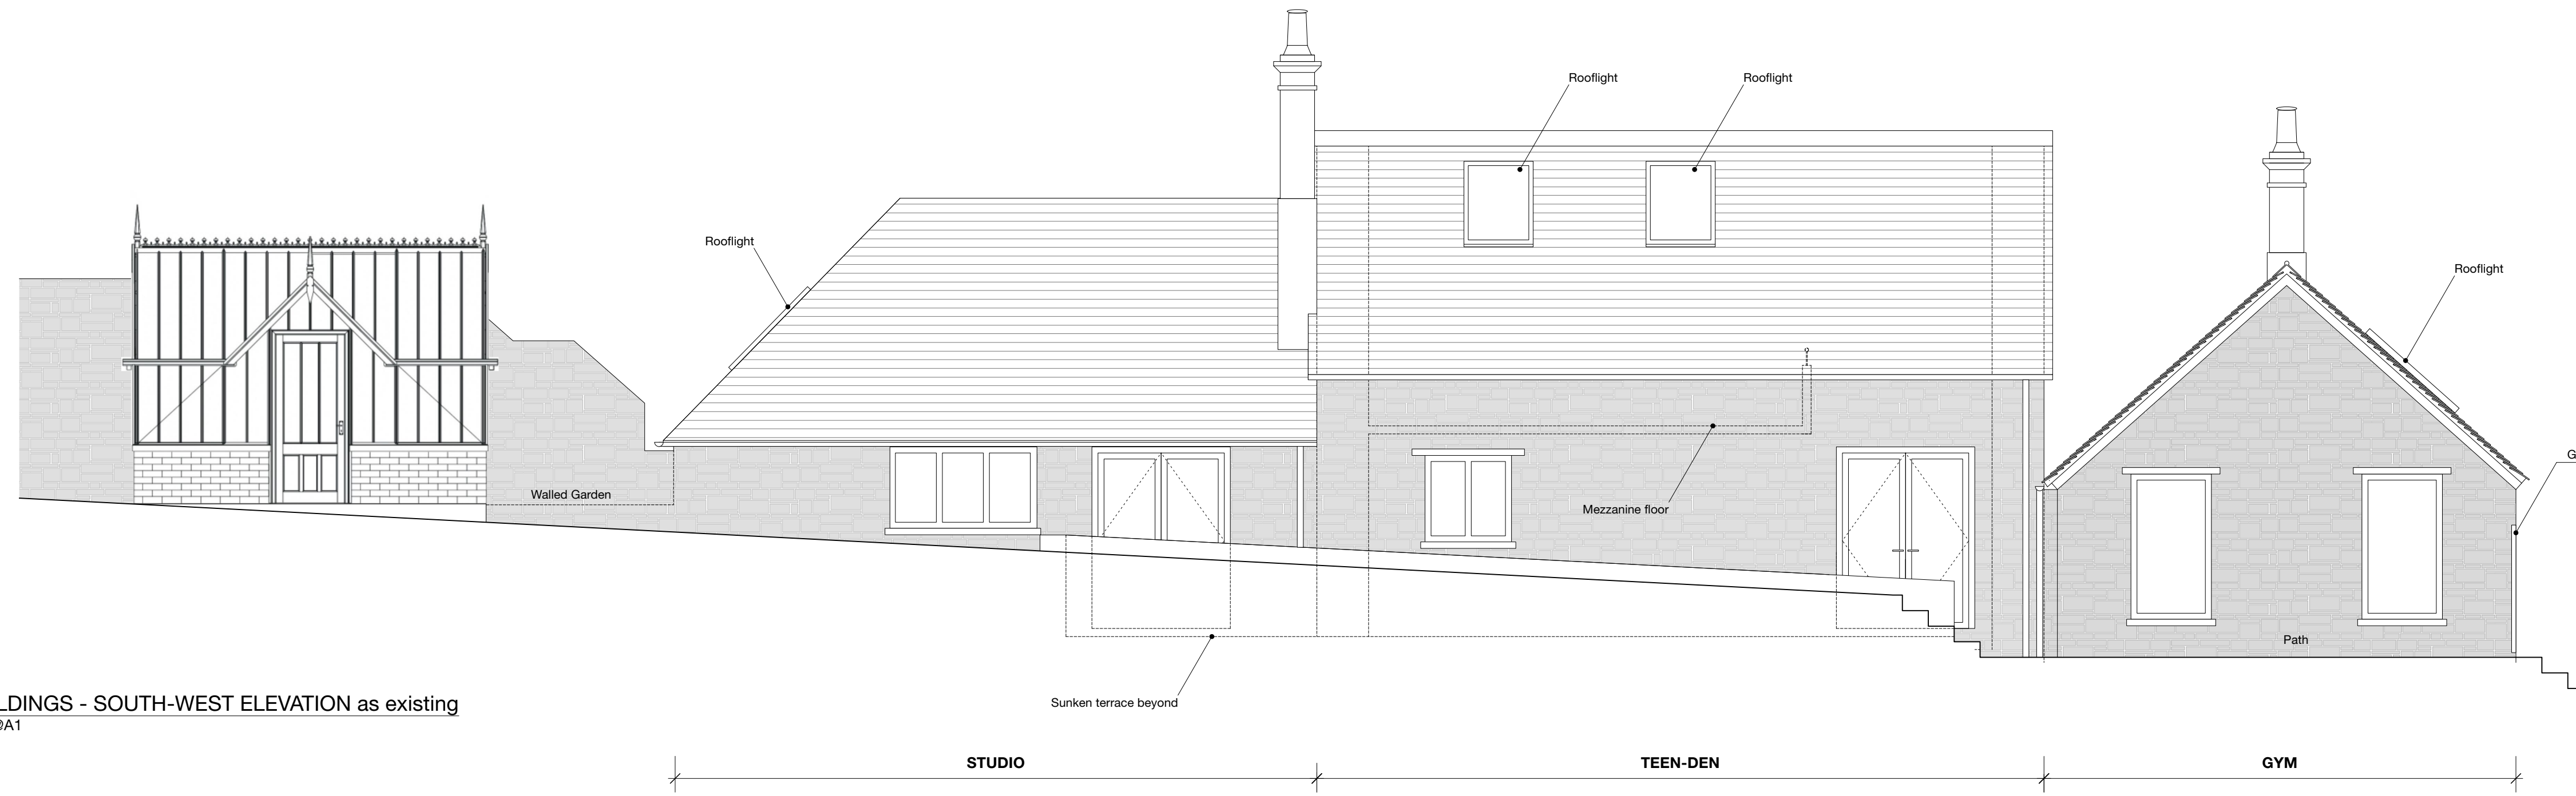 Rooflight
Rooflight
Rooflight
Rooflight
G
Walled Garden
Mezzanine floor
Path
Sunken terrace beyond
LDINGS - SOUTH-WEST ELEVATION as existing
@A1
STUDIO
TEEN-DEN
GYM